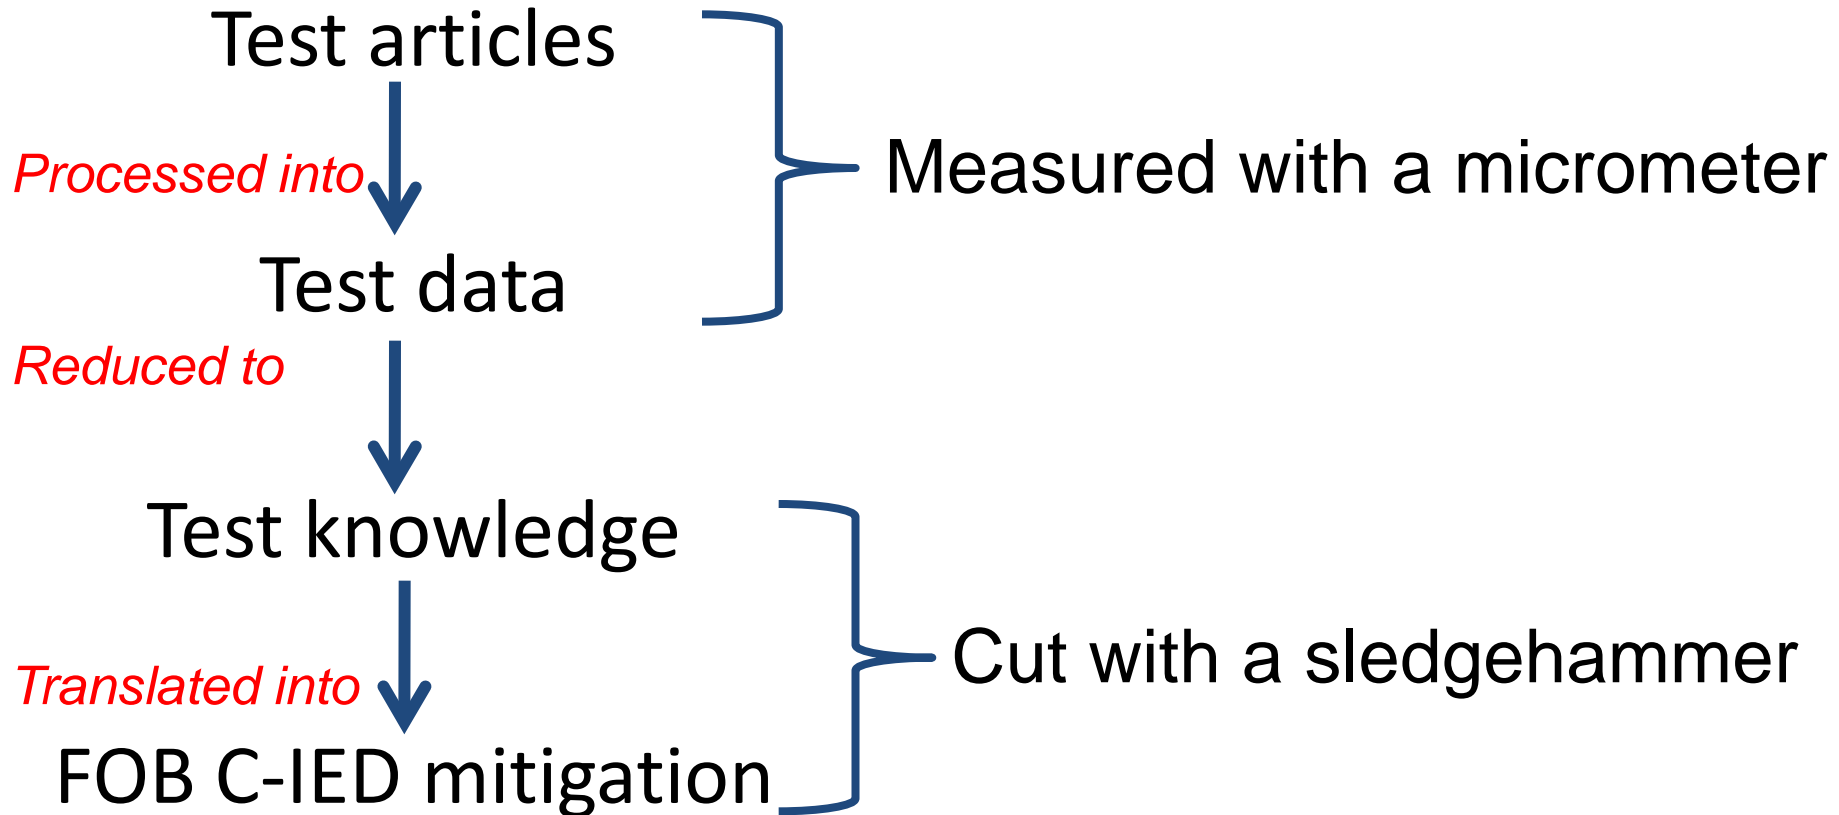 Test articles
Processed into
Measured with a micrometer
Test data
Reduced to
Test knowledge
Translated into
Cut with a sledgehammer
FOB C-IED mitigation